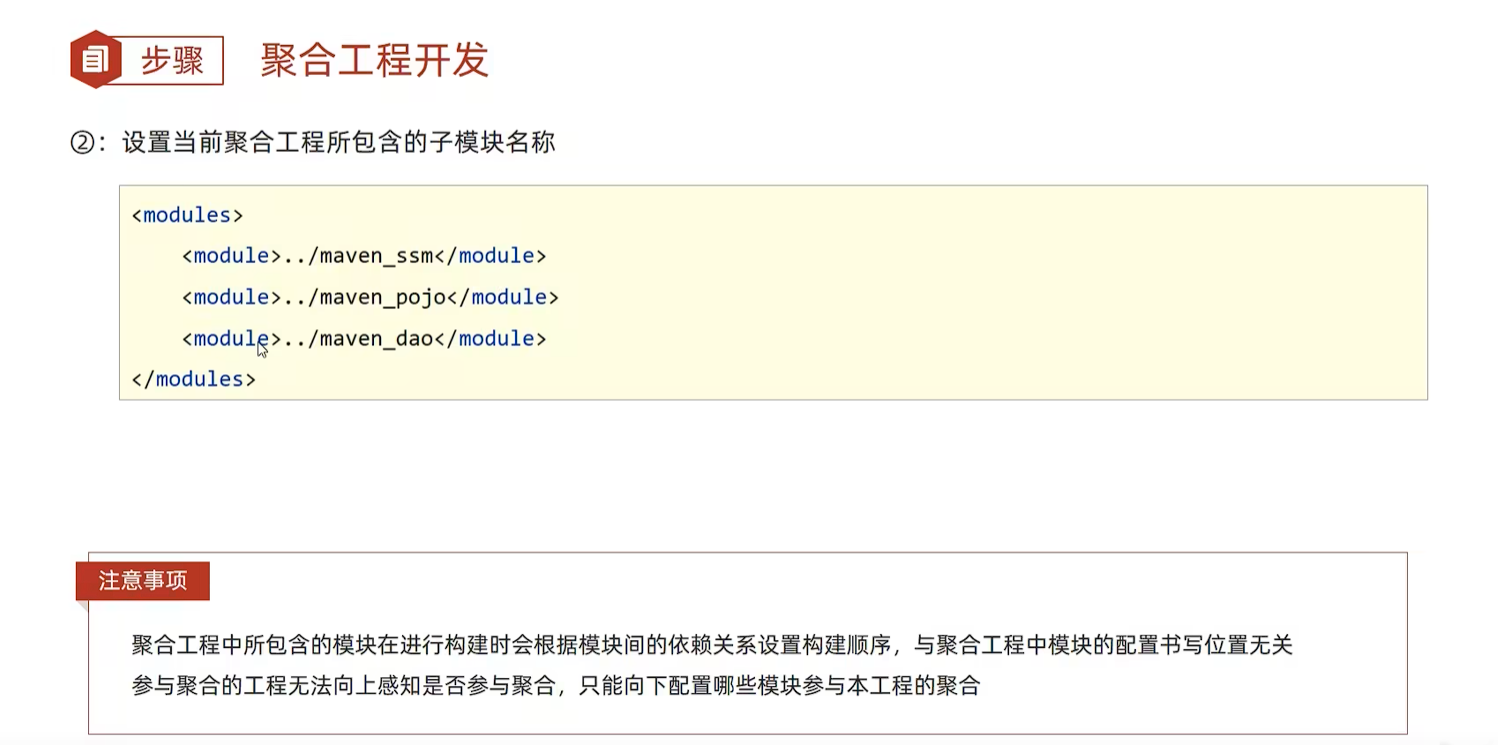 步骤 聚合工程开发
②：设置当前聚合工程所包含的子模块名称
<modules>
    <module>../maven_ssm</module>
    <module>../maven_pojo</module>
    <module>../maven_dao</module>
</modules>
注意事项
聚合工程中所包含的模块在进行构建时会根据模块间的依赖关系设置构建顺序，与聚合工程中模块的配置书写位置无关
参与聚合的工程无法向上感知是否参与聚合，只能向下配置哪些模块参与本工程的聚合